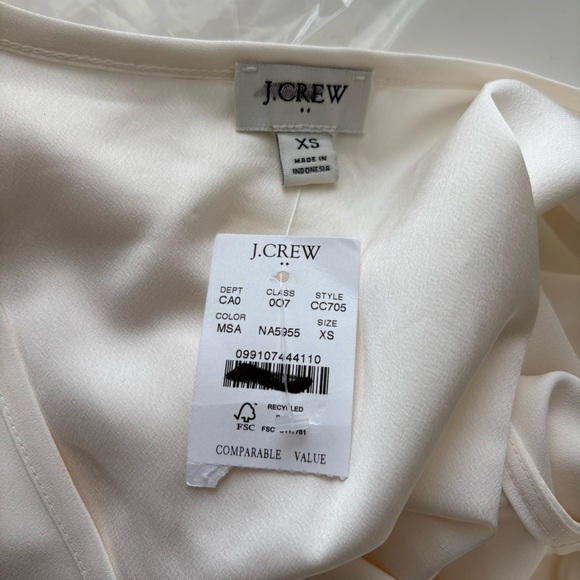 J.CREW
XS
MADE IN
INDONESIA
J.CREW
DEPT CLASS STYLE
CA0 007 CC705
COLOR SIZE
MSA NA5955 XS
099107444110
RECYCLED
FSC FSC
COMPARABLE VALUE